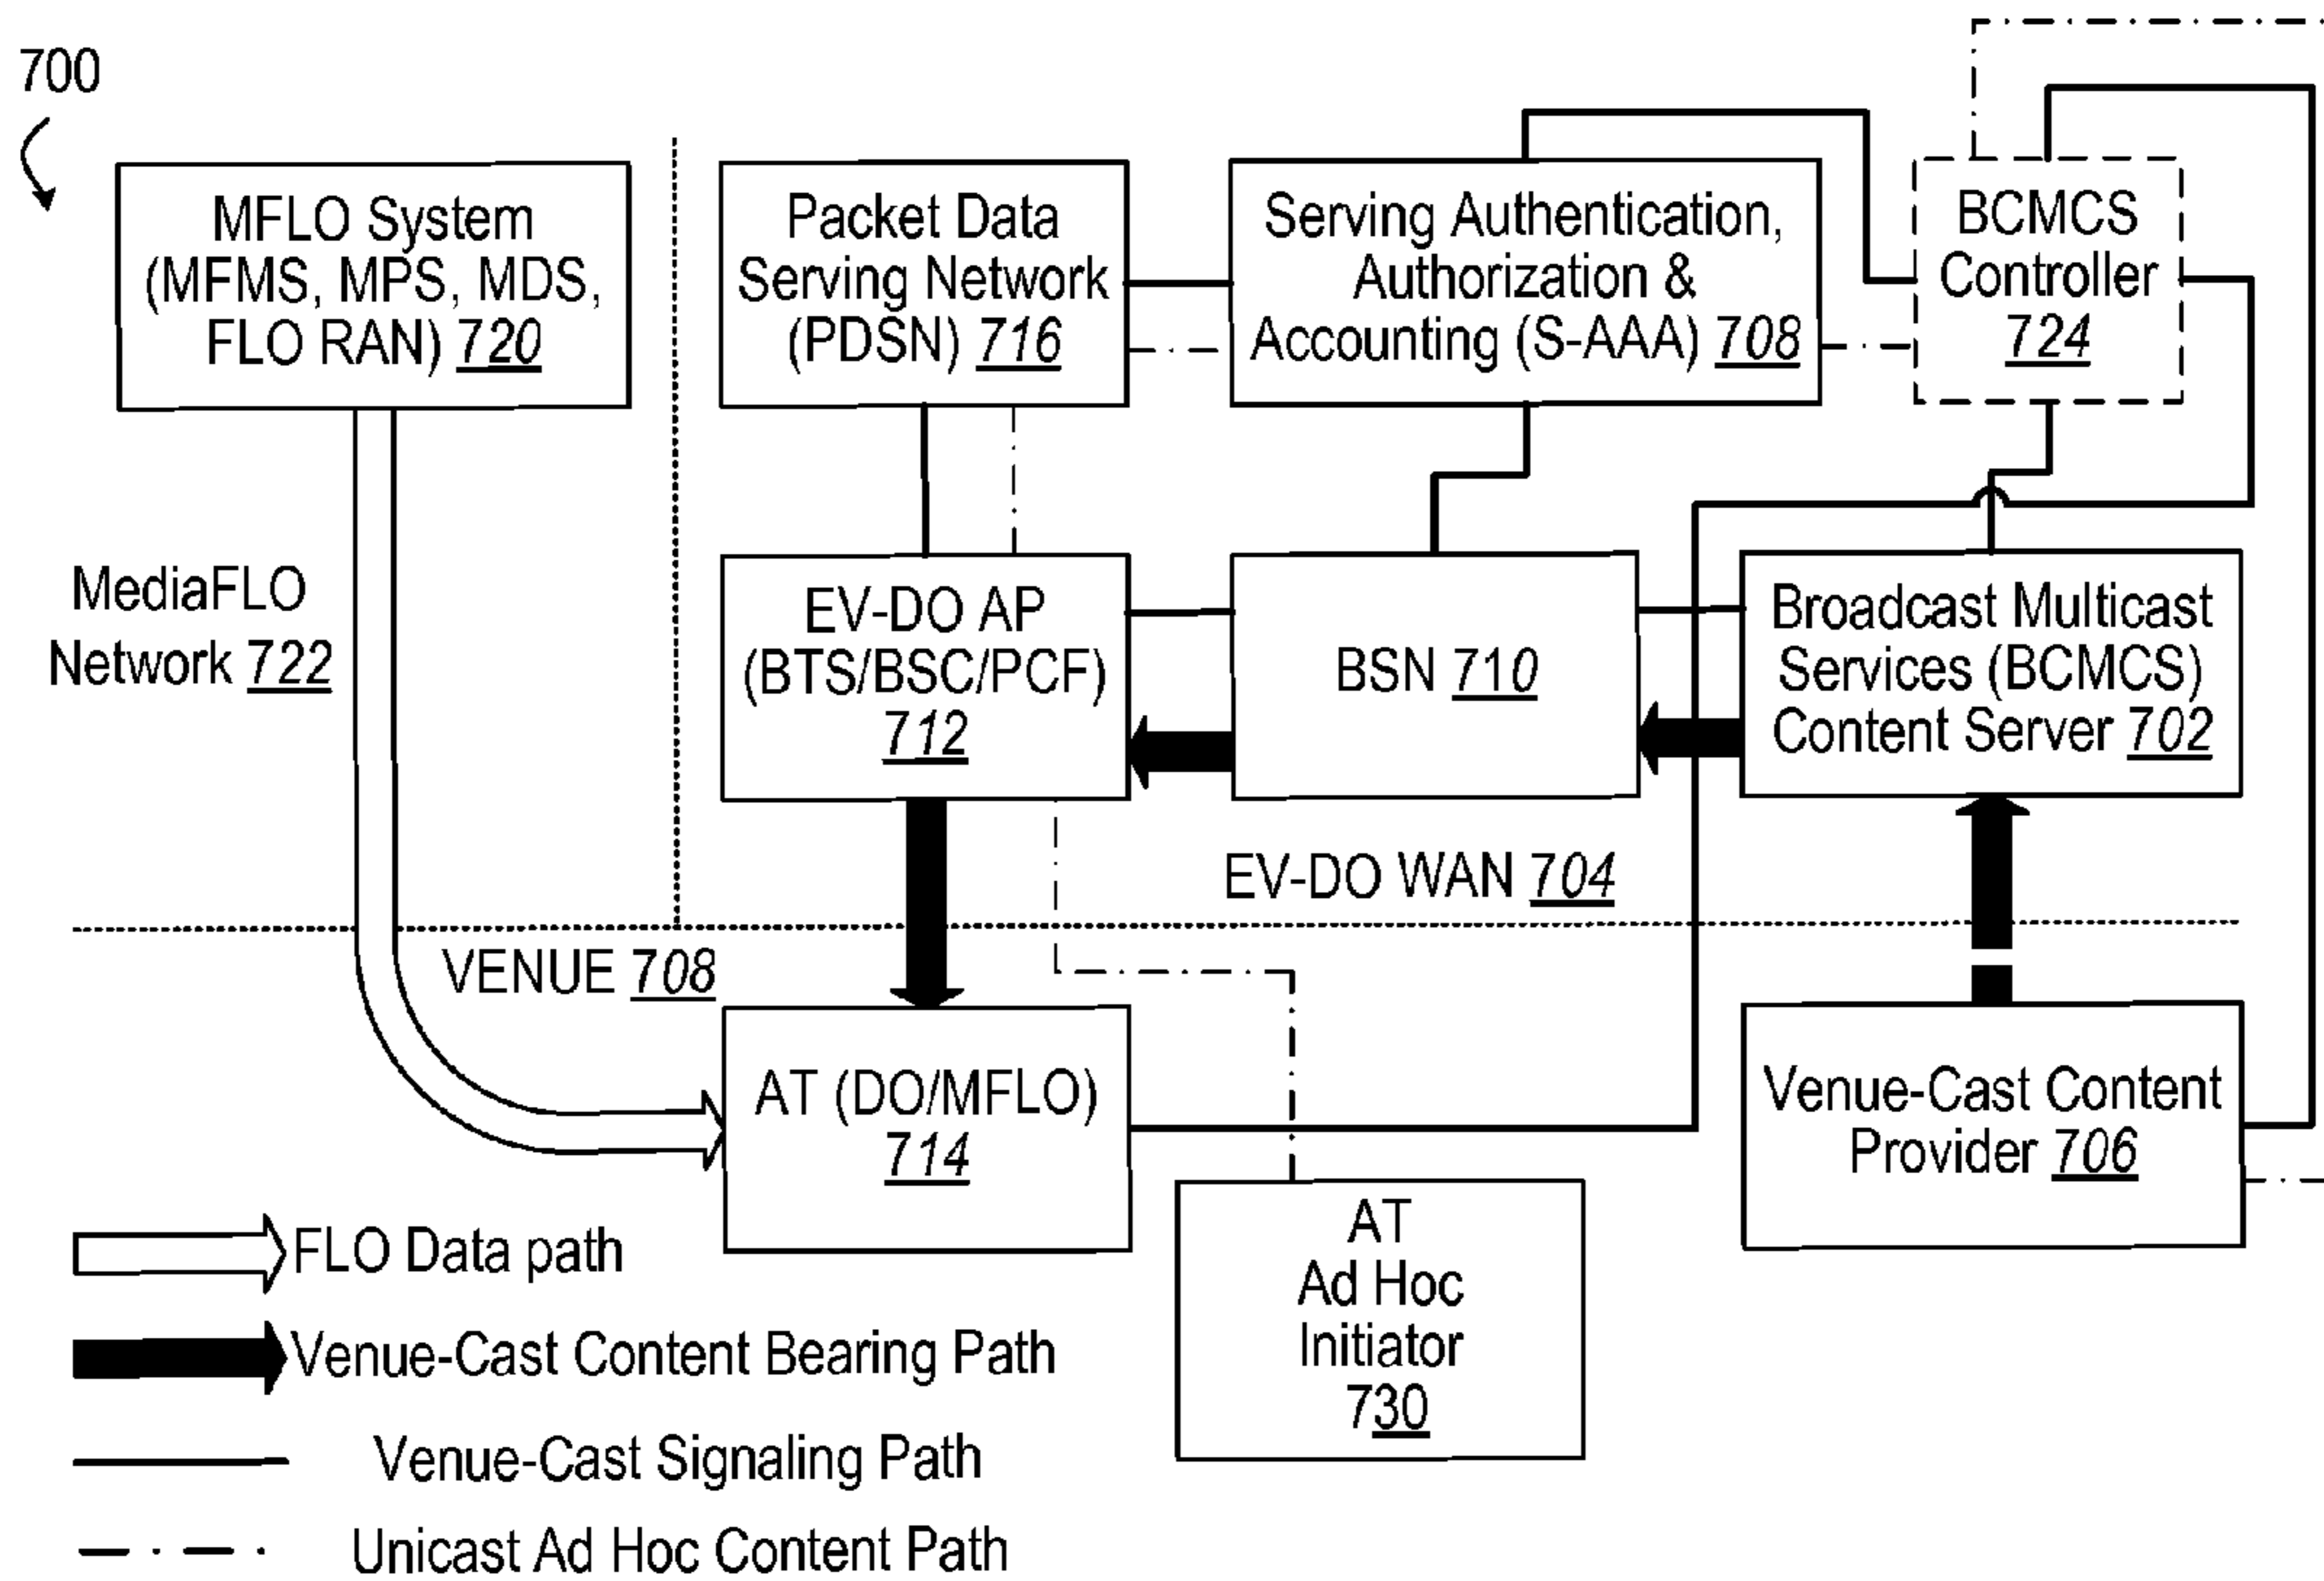 700
MFLO System
(MFMS, MPS, MDS,
FLO RAN) 720
Packet Data
Serving Network
(PDSN) 716
Serving Authentication,
Authorization &
Accounting (S-AAA) 708
BCMCS
Controller
724
MediaFLO
Network 722
EV-DO AP
(BTS/BSC/PCF)
712
BSN 710
Broadcast Multicast
Services (BCMCS)
Content Server 702
EV-DO WAN 704
VENUE 708
AT (DO/MFLO)
714
Venue-Cast Content
Provider 706
AT
Ad Hoc
Initiator
730
FLO Data path
Venue-Cast Content Bearing Path
Venue-Cast Signaling Path
Unicast Ad Hoc Content Path